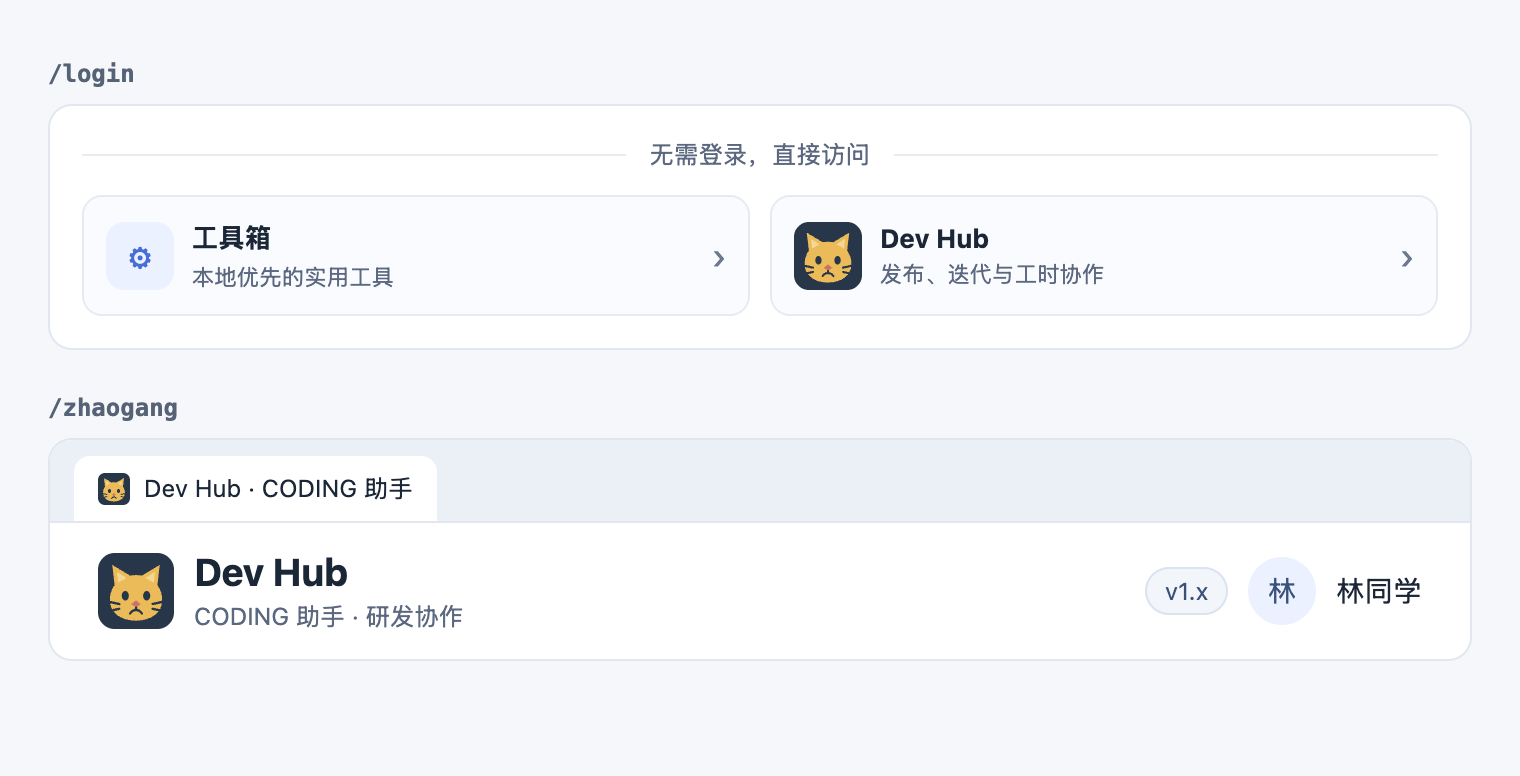 /login
无需登录，直接访问
工具箱
本地优先的实用工具
›
Dev Hub
发布、迭代与工时协作
›
/zhaogang
Dev Hub · CODING 助手
Dev Hub
CODING 助手 · 研发协作
v1.x
林
林同学